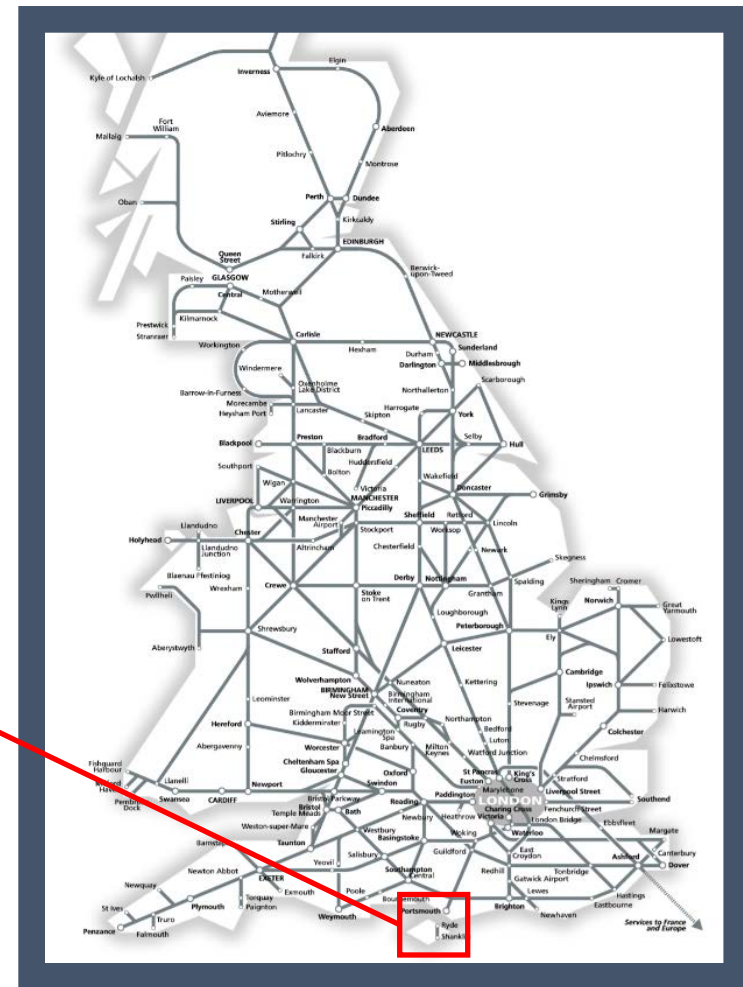 Elgin
Kyle of Lochalsh
Inverness
Aviemore
Fort
William
Aberdeen
Mallaig
Pitlochry
Montrose
Perth
Dundee
Oban
Stirling
Kirkcaldy
EDINBURGH
Queen
Street
Falkirk
Berwick-
upon-Tweed
Paisley
GLASGOW
Central
Motherwell
Kilmarnock
Prestwick
Stranraer
Carlisle
NEWCASTLE
Workington
Hexham
Sunderland
Durham
Darlington
Middlesbrough
Windermere
Oxenholme
Lake District
Scarborough
Barrow-in-Furness
Northallerton
Morecambe
Heysham Port
Lancaster
Harrogate
York
Skipton
Blackpool
Preston
Bradford
Selby
Hull
Blackburn
LEEDS
Southport
Huddersfield
Bolton
Wakefield
Wigan
Victoria
Doncaster
Grimsby
LIVERPOOL
Warrington
MANCHESTER
Piccadilly
Manchester
Airport
Sheffield
Retford
Lincoln
Llandudno
Stockport
Worksop
Holyhead
Chester
Llandudno
Junction
Altrincham
Chesterfield
Newark
Skegness
Blaenau Ffestiniog
Wrexham
Crewe
Stoke
on Trent
Derby
Nottingham
Grantham
Spalding
Sheringham
Cromer
Pwllheli
Kings
Lynn
Norwich
Great
Yarmouth
Loughborough
Peterborough
Shrewsbury
Ely
Lowestoft
Aberystwyth
Stafford
Leicester
Wolverhampton
Cambridge
BIRMINGHAM
New Street
Nuneaton
Kettering
Ipswich
Felixstowe
Birmingham
International
Stansted
Airport
Leominster
Birmingham Moor Street
Coventry
Stevenage
Harwich
Kidderminster
Rugby
Northampton
Hereford
Leamington
Spa
Bedford
Colchester
Abergavenny
Worcester
Banbury
Milton
Keynes
Luton
Watford Junction
Chelmsford
Fishguard
Harbour
Cheltenham Spa
Gloucester
Oxford
St Pancras
Euston
King's
Cross
Stratford
Milford
Haven
Llanelli
Swindon
Marylebone
Liverpool Street
Pembroke
Dock
Swansea
CARDIFF
Newport
Bristol Parkway
Reading
Paddington
LONDON
Southend
Bristol
Temple Meads
Bath
Charing Cross
Fenchurch Street
Newbury
Heathrow
Victoria
London Bridge
Ebbsfleet
Weston-super-Mare
Westbury
Waterloo
Margate
Barnstaple
Basingstoke
Woking
Taunton
East
Croydon
Canterbury
Salisbury
Guildford
Ashford
Dover
Newton Abbot
Yeovil
Redhill
Tonbridge
EXETER
Southampton
Central
Gatwick Airport
Newquay
Exmouth
Poole
Bournemouth
Lewes
Hastings
St Ives
Plymouth
Torquay
Paignton
Weymouth
Portsmouth
Brighton
Eastbourne
Newhaven
Truro
Ryde
Penzance
Falmouth
Shanklin
Services to France
and Europe